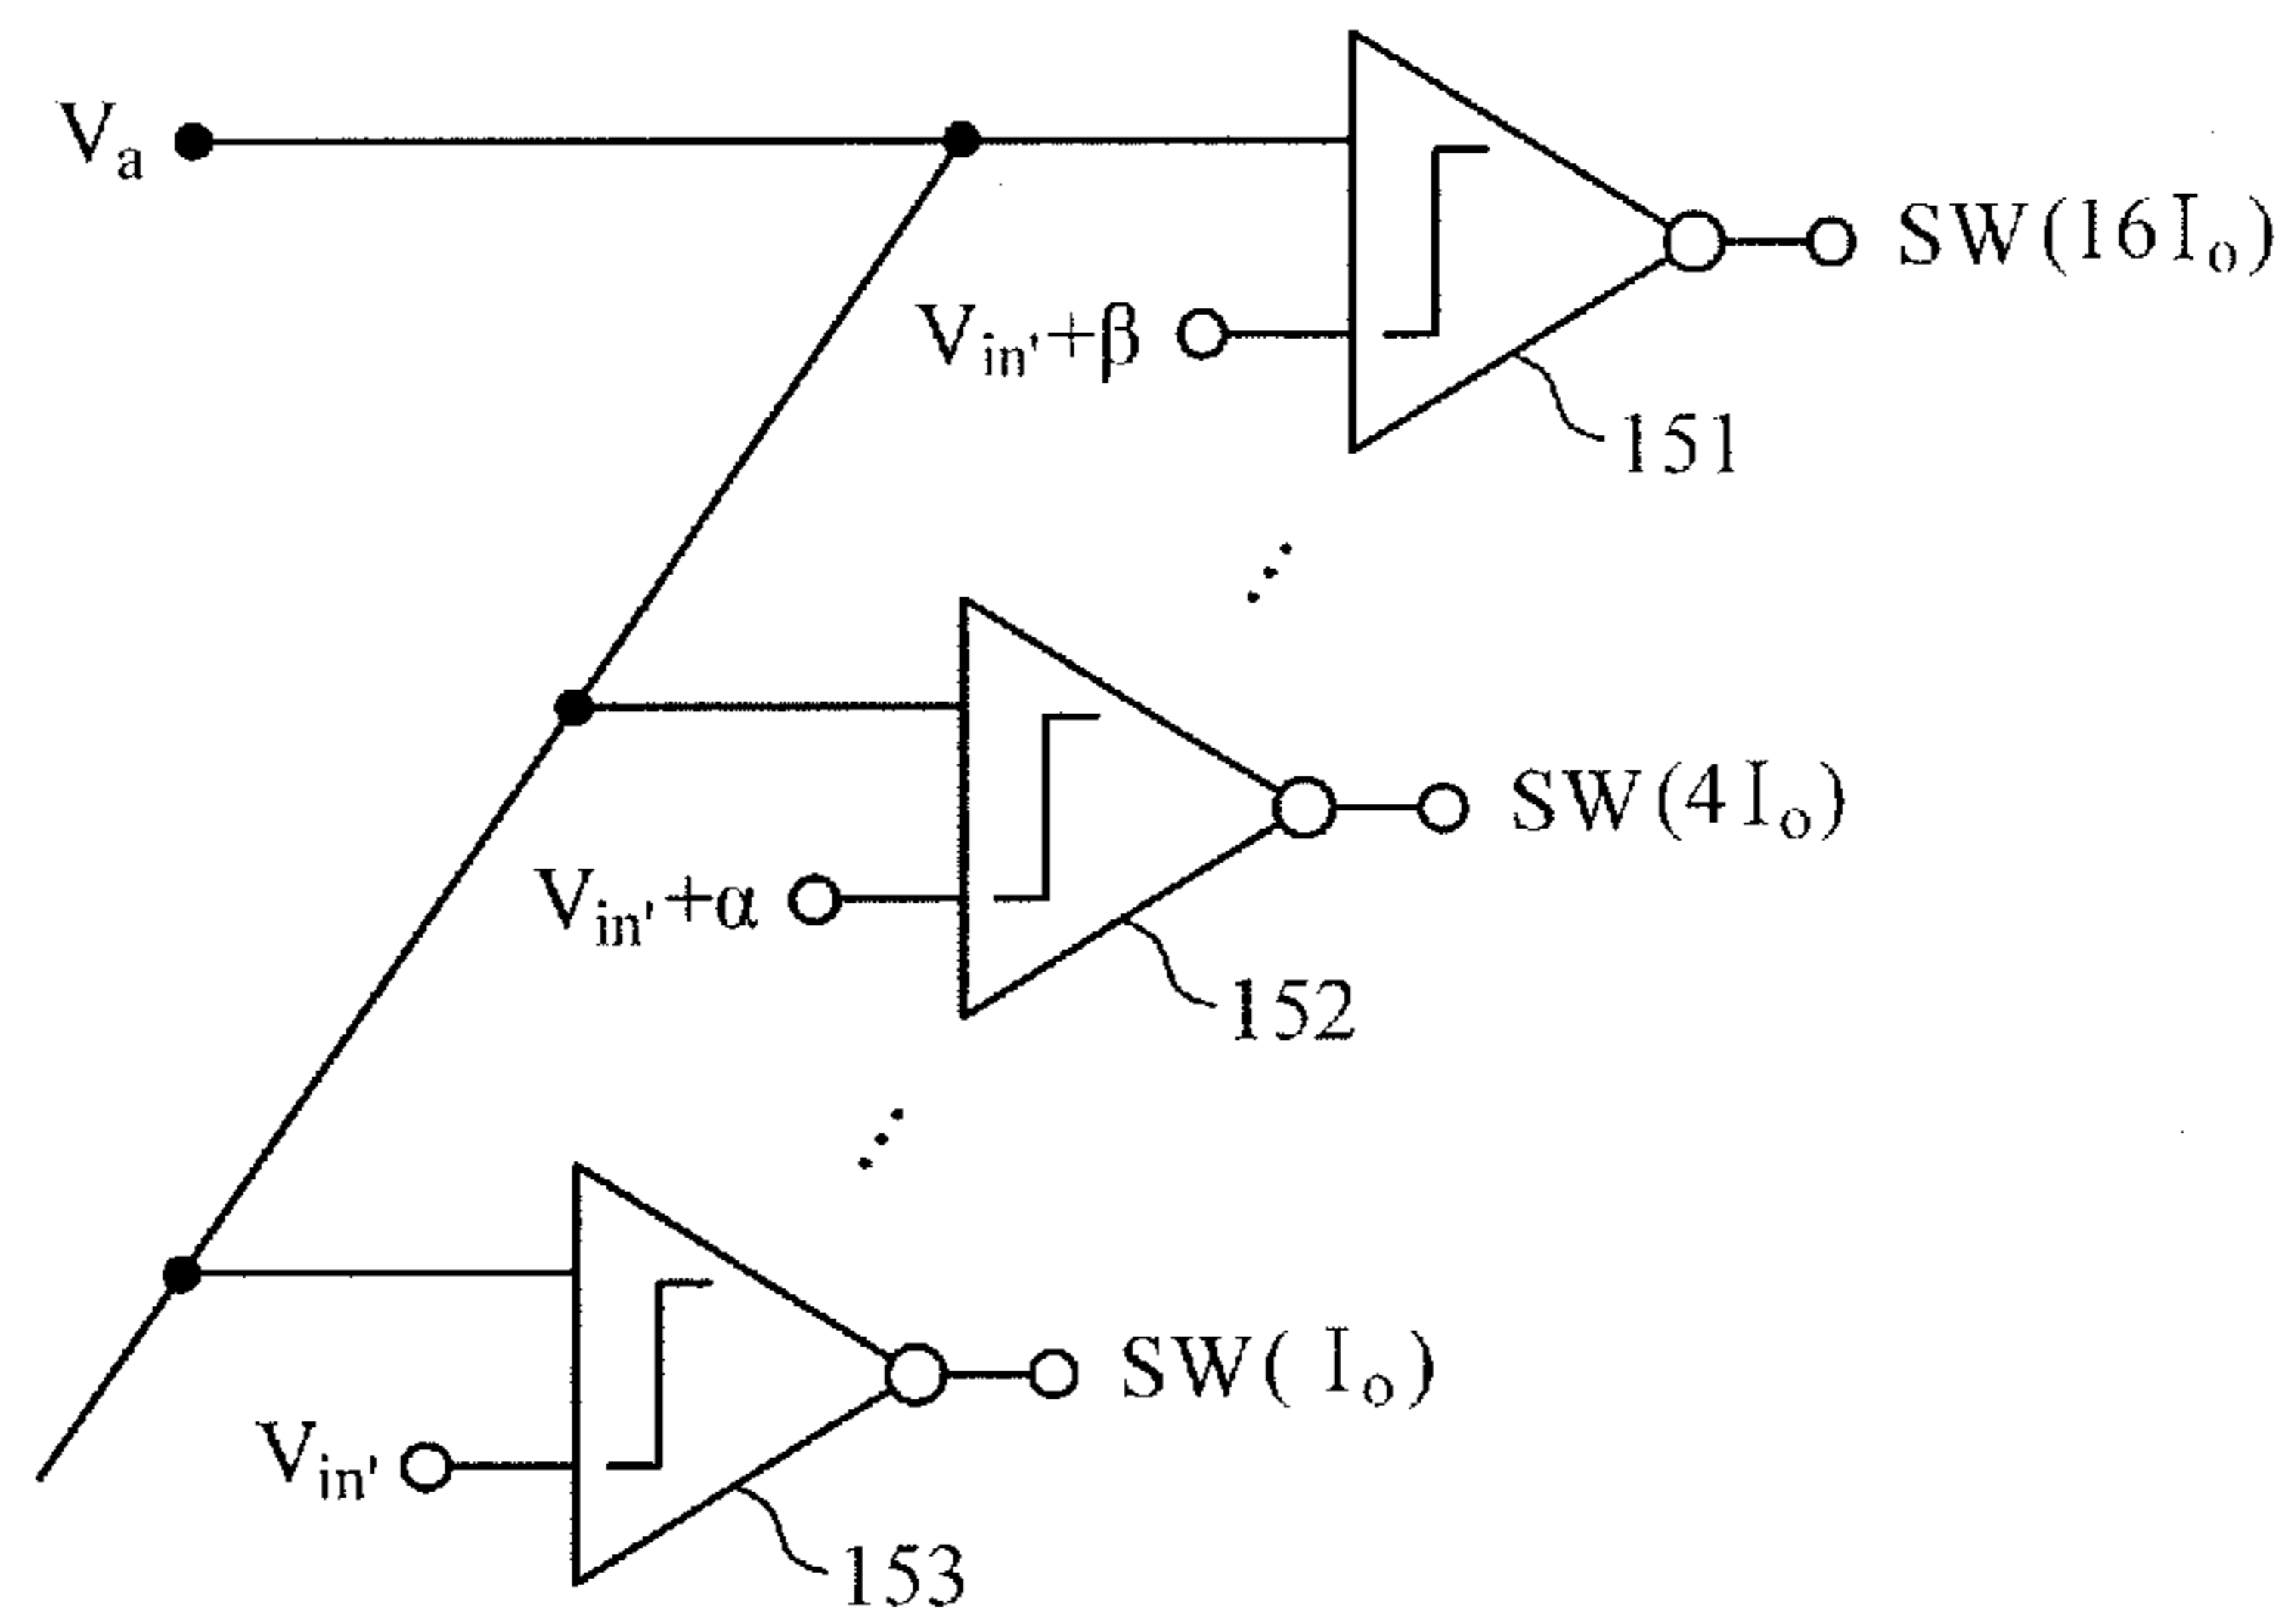 Va
SW(16Io)
Vin'+β
151
SW(4Io)
Vin'+α
152
SW( Io)
Vin'
153